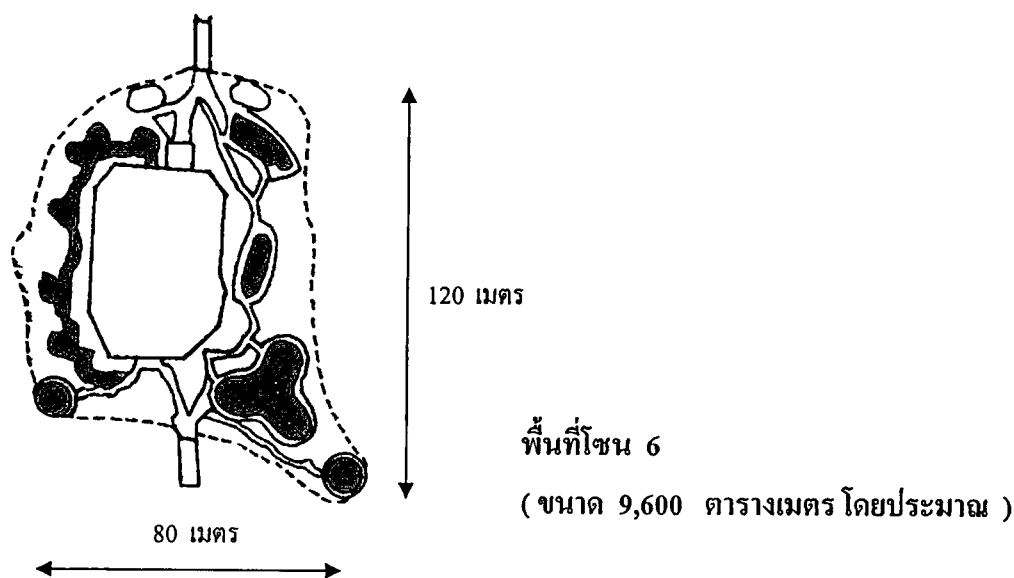 120 เมตร
พื้นที่โซน 6
( ขนาด 9,600 ตารางเมตร โดยประมาณ )
80 เมตร